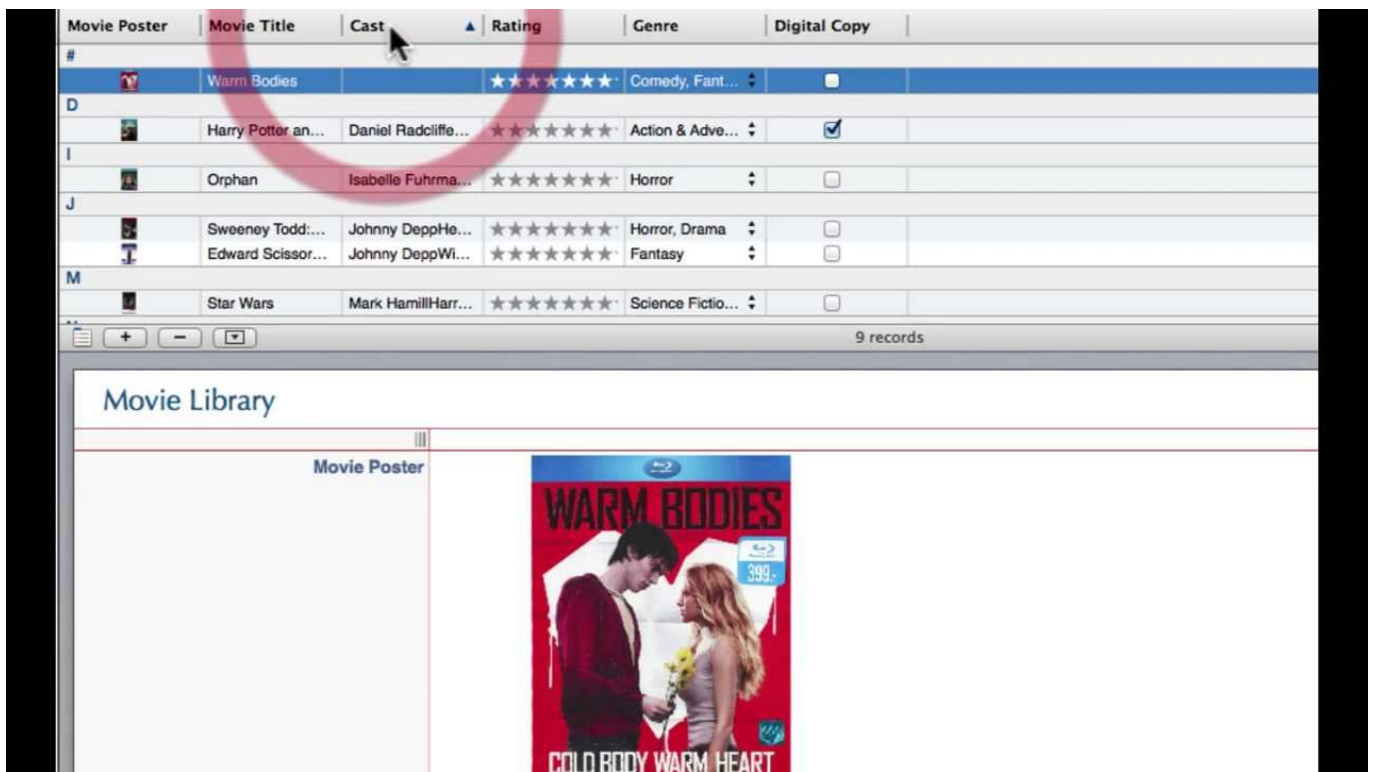 Movie Poster Movie Title Cast Rating Genre Digital Copy
#
Warm Bodies Comedy, Fant...
D
Harry Potter an... Daniel Radcliffe... Action & Adve...
I
Orphan Isabelle Fuhrma... Horror
J
Sweeney Todd:... Johnny DeppHe... Horror, Drama
Edward Scissor... Johnny DeppWi... Fantasy
M
Star Wars Mark HamillHarr... Science Fictio...
9 records
Movie Library
Movie Poster
WARM BODIES
399.-
COLD BODY WARM HEART